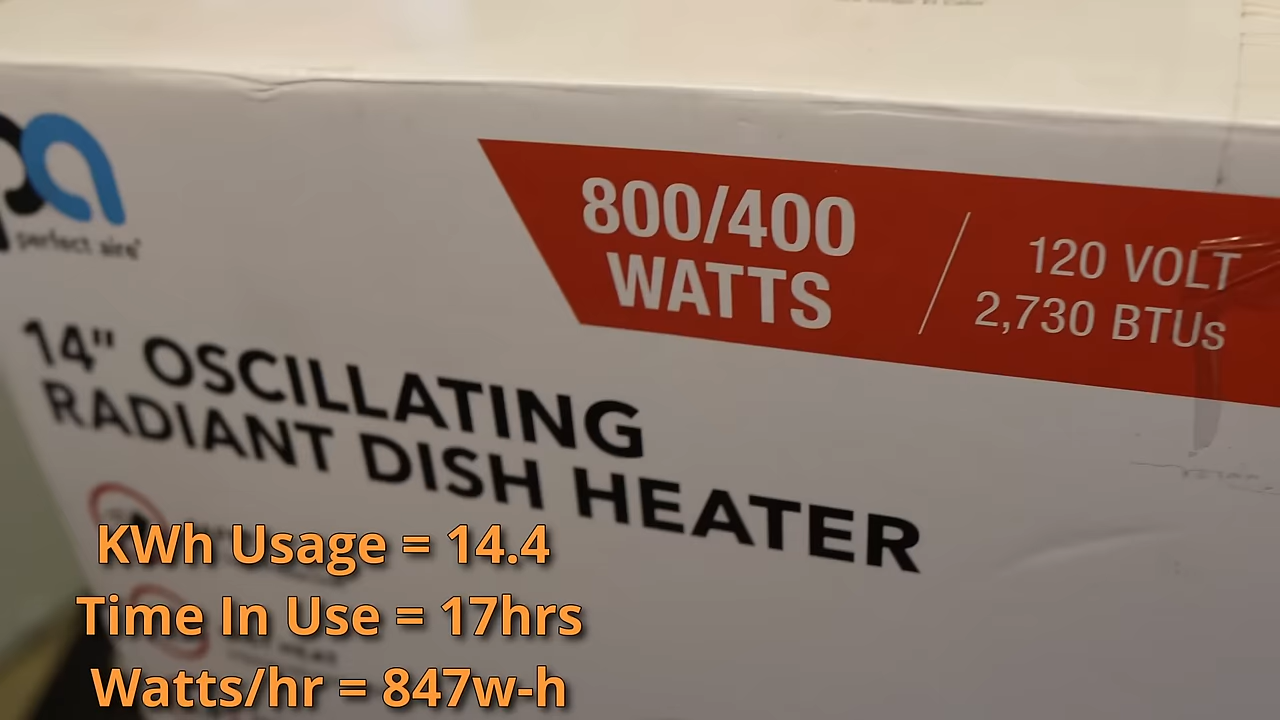 pa
perfect aire
800/400
WATTS
120 VOLT
2,730 BTUs
14" OSCILLATING
RADIANT DISH HEATER
KWh Usage = 14.4
Time In Use = 17hrs
Watts/hr = 847w-h